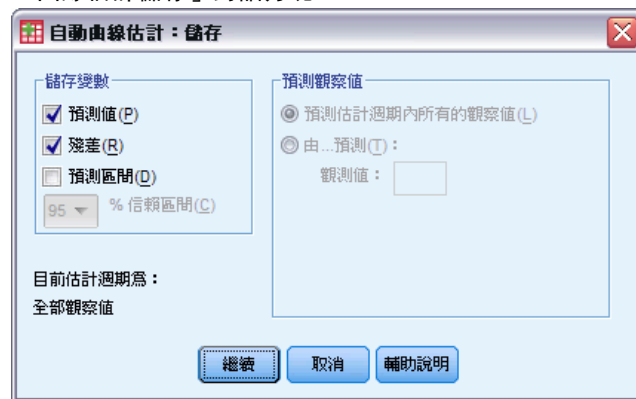 自動曲線估計：儲存
儲存變數
預測值(P)
殘差(R)
預測區間(D)
95 % 信賴區間(C)
目前估計週期為：
全部觀察值
預測觀察值
預測估計週期內所有的觀察值(L)
由...預測(T)：
觀測值：
繼續 取消 輔助說明